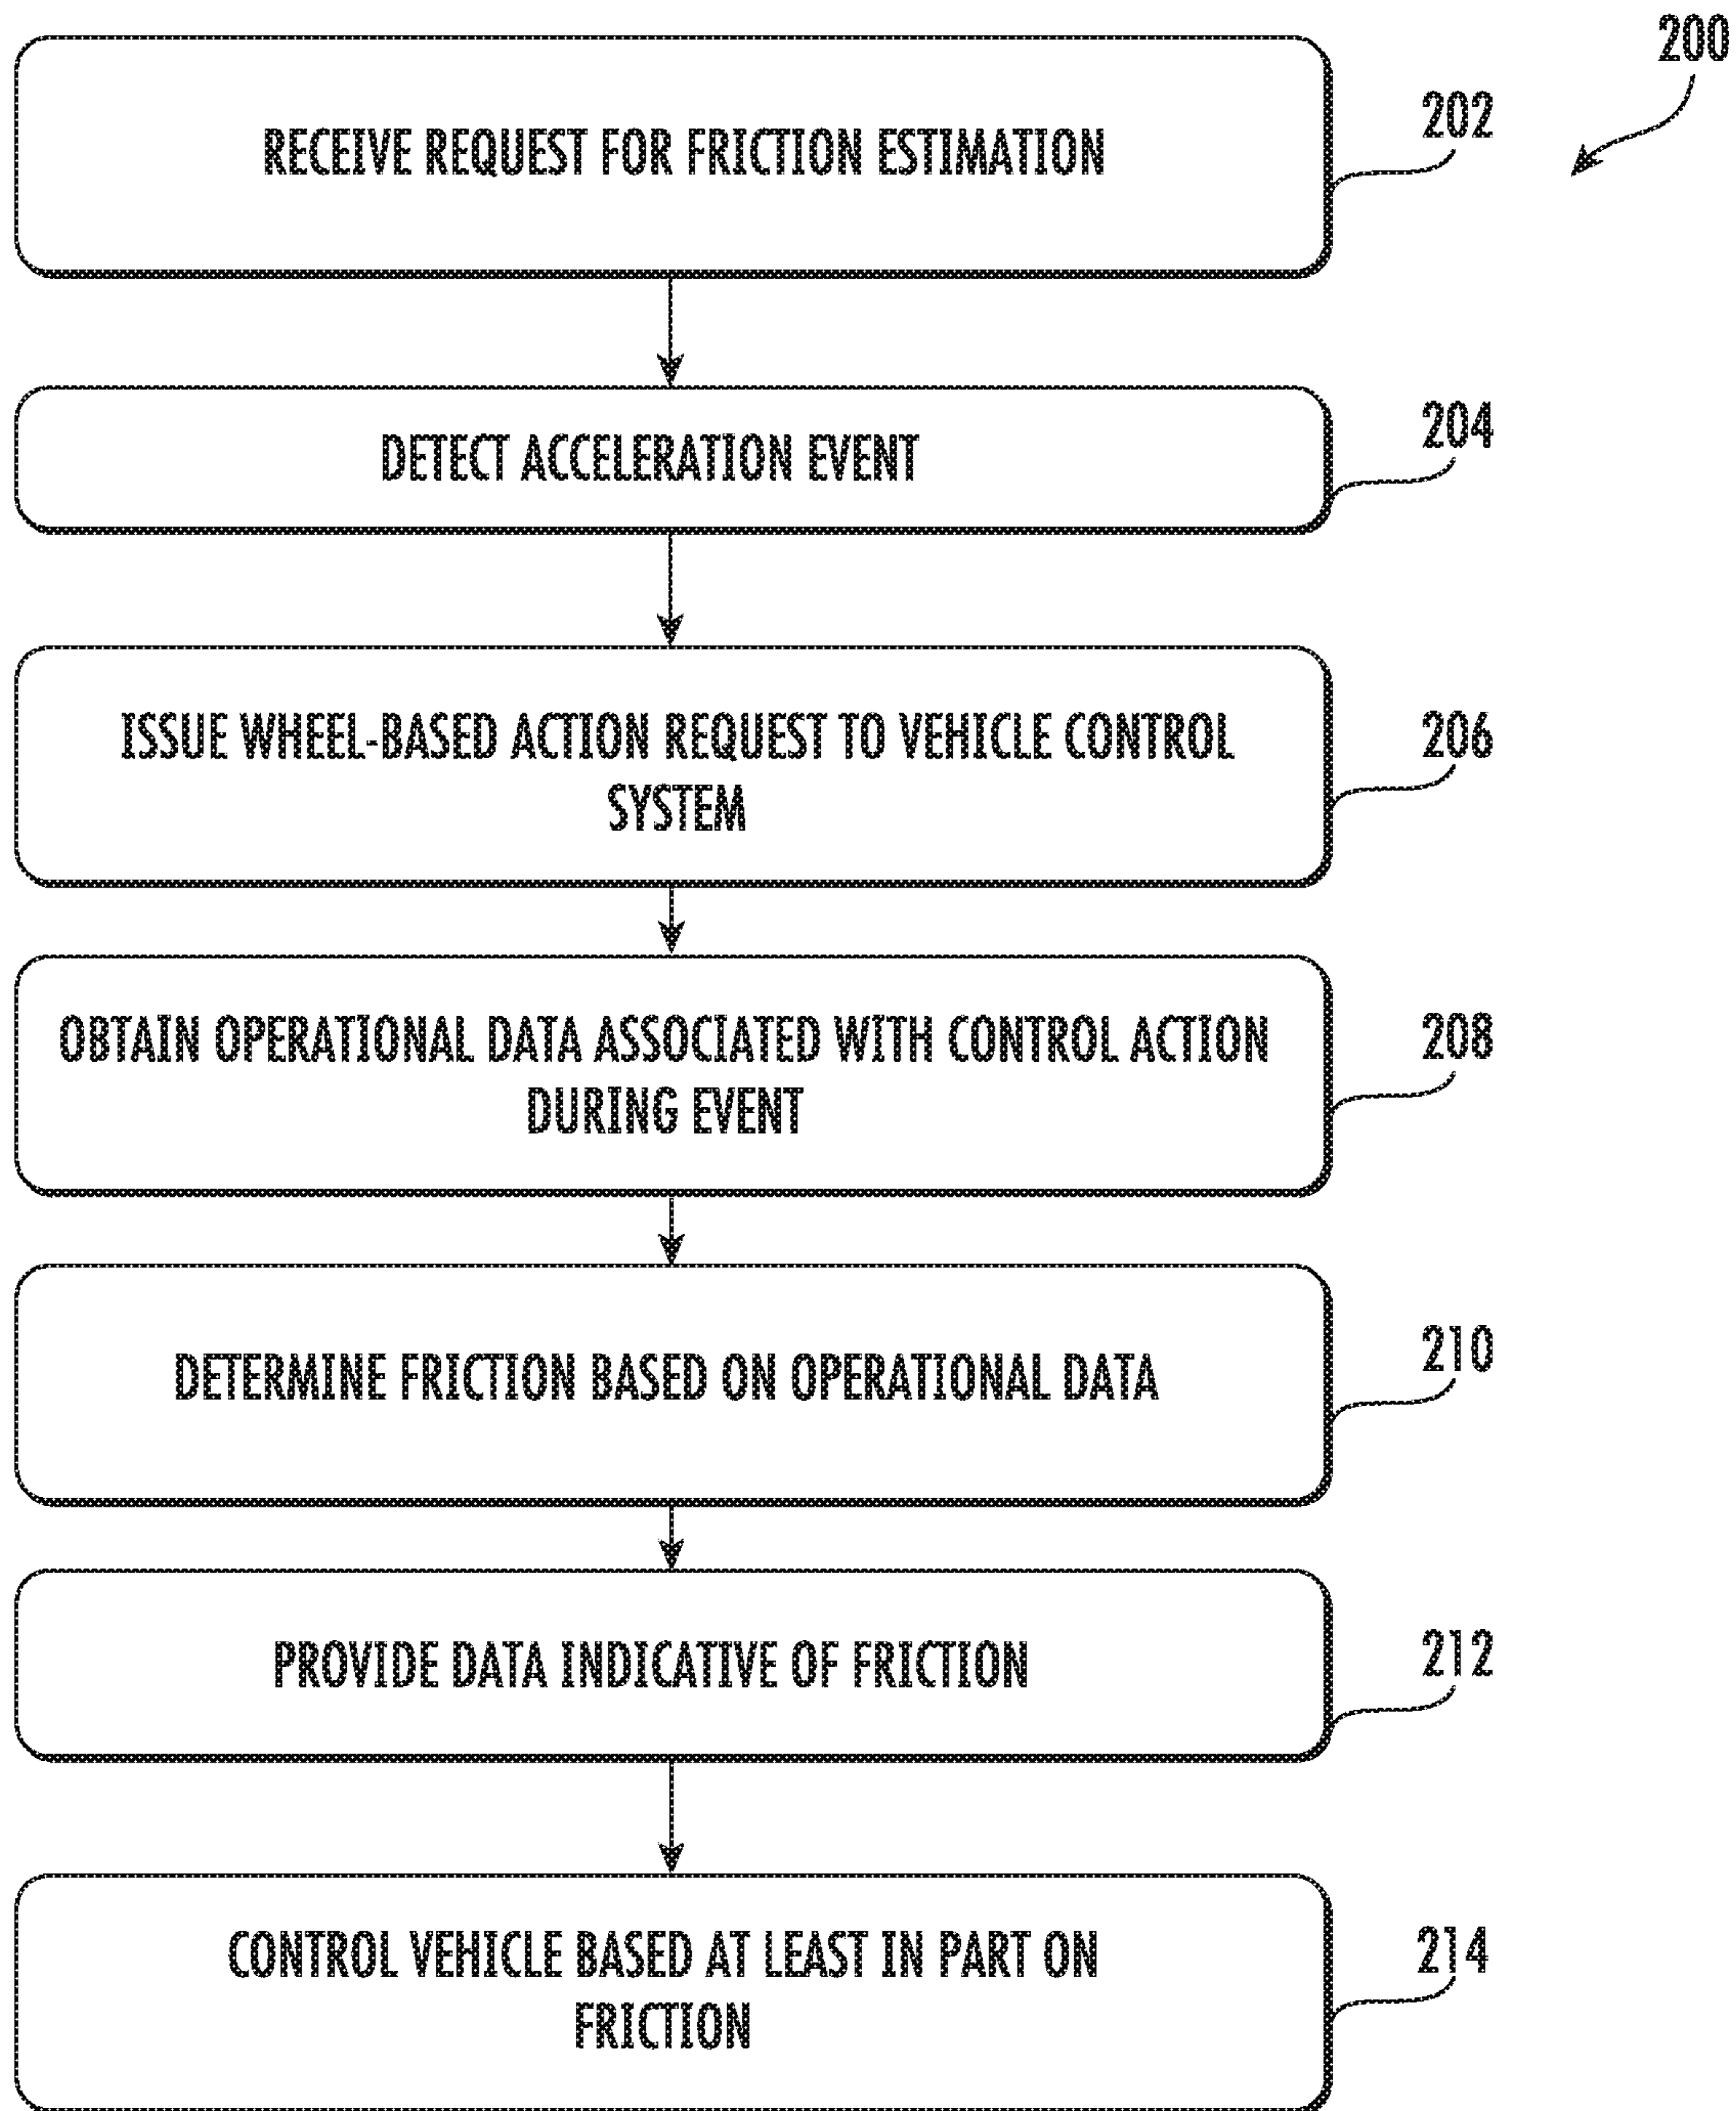 200
RECEIVE REQUEST FOR FRICTION ESTIMATION
202
DETECT ACCELERATION EVENT
204
ISSUE WHEEL-BASED ACTION REQUEST TO VEHICLE CONTROL
SYSTEM
206
OBTAIN OPERATIONAL DATA ASSOCIATED WITH CONTROL ACTION
DURING EVENT
208
DETERMINE FRICTION BASED ON OPERATIONAL DATA
210
PROVIDE DATA INDICATIVE OF FRICTION
212
CONTROL VEHICLE BASED AT LEAST IN PART ON
FRICTION
214